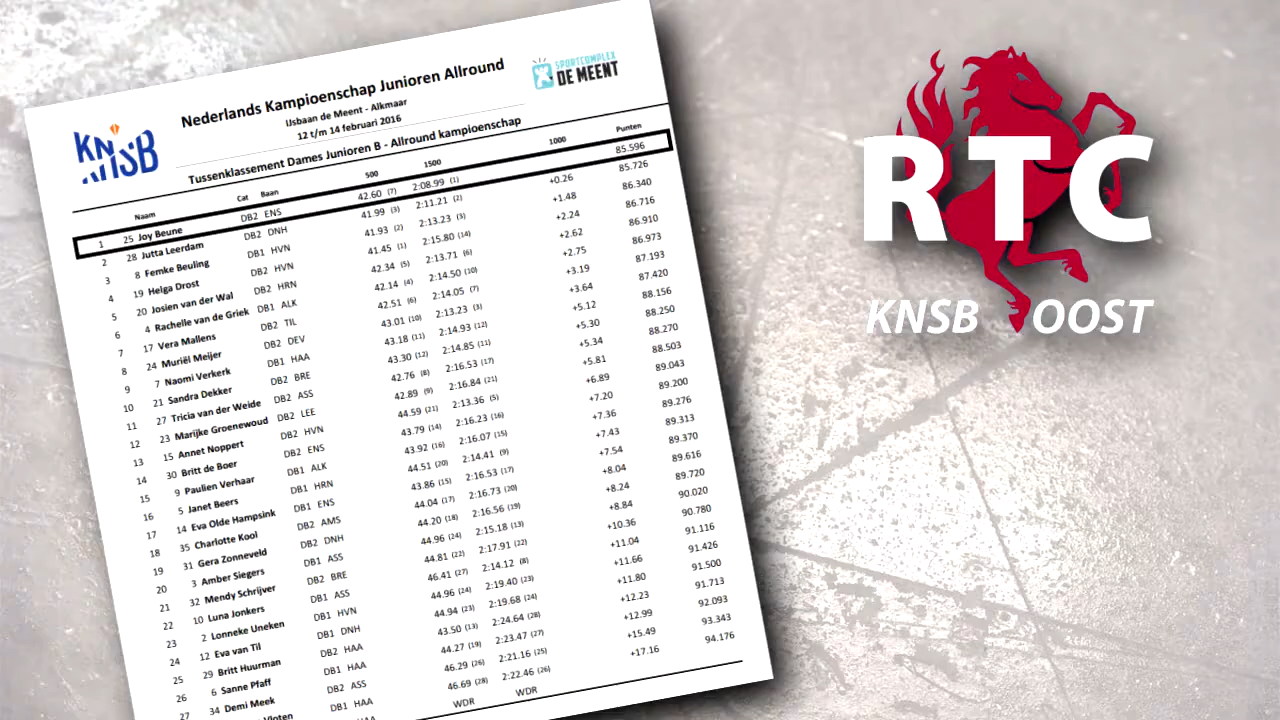 KNSB
Nederlands Kampioenschap Junioren Allround
IJsbaan de Meent - Alkmaar
12 t/m 14 februari 2016
SPORTCOMPLEX
DE MEENT
Tussenklassement Dames Junioren B - Allround kampioenschap
Naam Cat Baan 500 1500 1000 Punten
1 25 Joy Beune DB2 ENS 42.60 (7) 2:08.99 (1) 85.596
2 28 Jutta Leerdam DB2 DNH 41.99 (3) 2:11.21 (2) +0.26 85.726
3 8 Femke Beuling DB1 HVN 41.93 (2) 2:13.23 (3) +1.48 86.340
4 19 Helga Drost DB2 HVN 41.45 (1) 2:15.80 (14) +2.24 86.716
5 20 Josien van der Wal DB2 HRN 42.34 (5) 2:13.71 (6) +2.62 86.910
6 4 Rachelle van de Griek DB1 ALK 42.14 (4) 2:14.50 (10) +2.75 86.973
7 17 Vera Mallens DB2 TIL 42.51 (6) 2:14.05 (7) +3.19 87.193
8 24 Muriël Meijer DB2 DEV 43.01 (10) 2:13.23 (3) +3.64 87.420
9 7 Naomi Verkerk DB1 HAA 43.18 (11) 2:14.93 (12) +5.12 88.156
10 21 Sandra Dekker DB2 BRE 43.30 (12) 2:14.85 (11) +5.30 88.250
11 27 Tricia van der Weide DB2 ASS 42.76 (8) 2:16.53 (17) +5.34 88.270
12 23 Marijke Groenewoud DB2 LEE 42.89 (9) 2:16.84 (21) +5.81 88.503
13 15 Annet Noppert DB2 HVN 44.59 (21) 2:13.36 (5) +6.89 89.043
14 30 Britt de Boer DB2 ENS 43.79 (14) 2:16.23 (16) +7.20 89.200
15 9 Paulien Verhaar DB1 ALK 43.92 (16) 2:16.07 (15) +7.36 89.276
16 5 Janet Beers DB1 HRN 44.51 (20) 2:14.41 (9) +7.43 89.313
17 14 Eva Olde Hampsink DB1 ENS 43.86 (15) 2:16.53 (17) +7.54 89.370
18 35 Charlotte Kool DB2 AMS 44.04 (17) 2:16.73 (20) +8.04 89.616
19 31 Gera Zonneveld DB2 DNH 44.20 (18) 2:16.56 (19) +8.24 89.720
20 3 Amber Siegers DB1 ASS 44.96 (24) 2:15.18 (13) +8.84 90.020
21 32 Mendy Schrijver DB2 BRE 44.81 (22) 2:17.91 (22) +10.36 90.780
22 10 Luna Jonkers DB1 ASS 46.41 (27) 2:14.12 (8) +11.04 91.116
23 2 Lonneke Uneken DB1 HVN 44.96 (24) 2:19.40 (23) +11.66 91.426
24 12 Eva van Til DB1 DNH 44.94 (23) 2:19.68 (24) +11.80 91.500
25 29 Britt Huurman DB2 HAA 43.50 (13) 2:24.64 (28) +12.23 91.713
26 6 Sanne Pfaff DB1 HAA 44.27 (19) 2:23.47 (27) +12.99 92.093
27 34 Demi Meek DB2 ASS 46.29 (26) 2:21.16 (25) +15.49 93.343
Vloten DB1 HAA 46.69 (28) 2:22.46 (26) +17.16 94.176
HAA WDR WDR
RTC
KNSB OOST